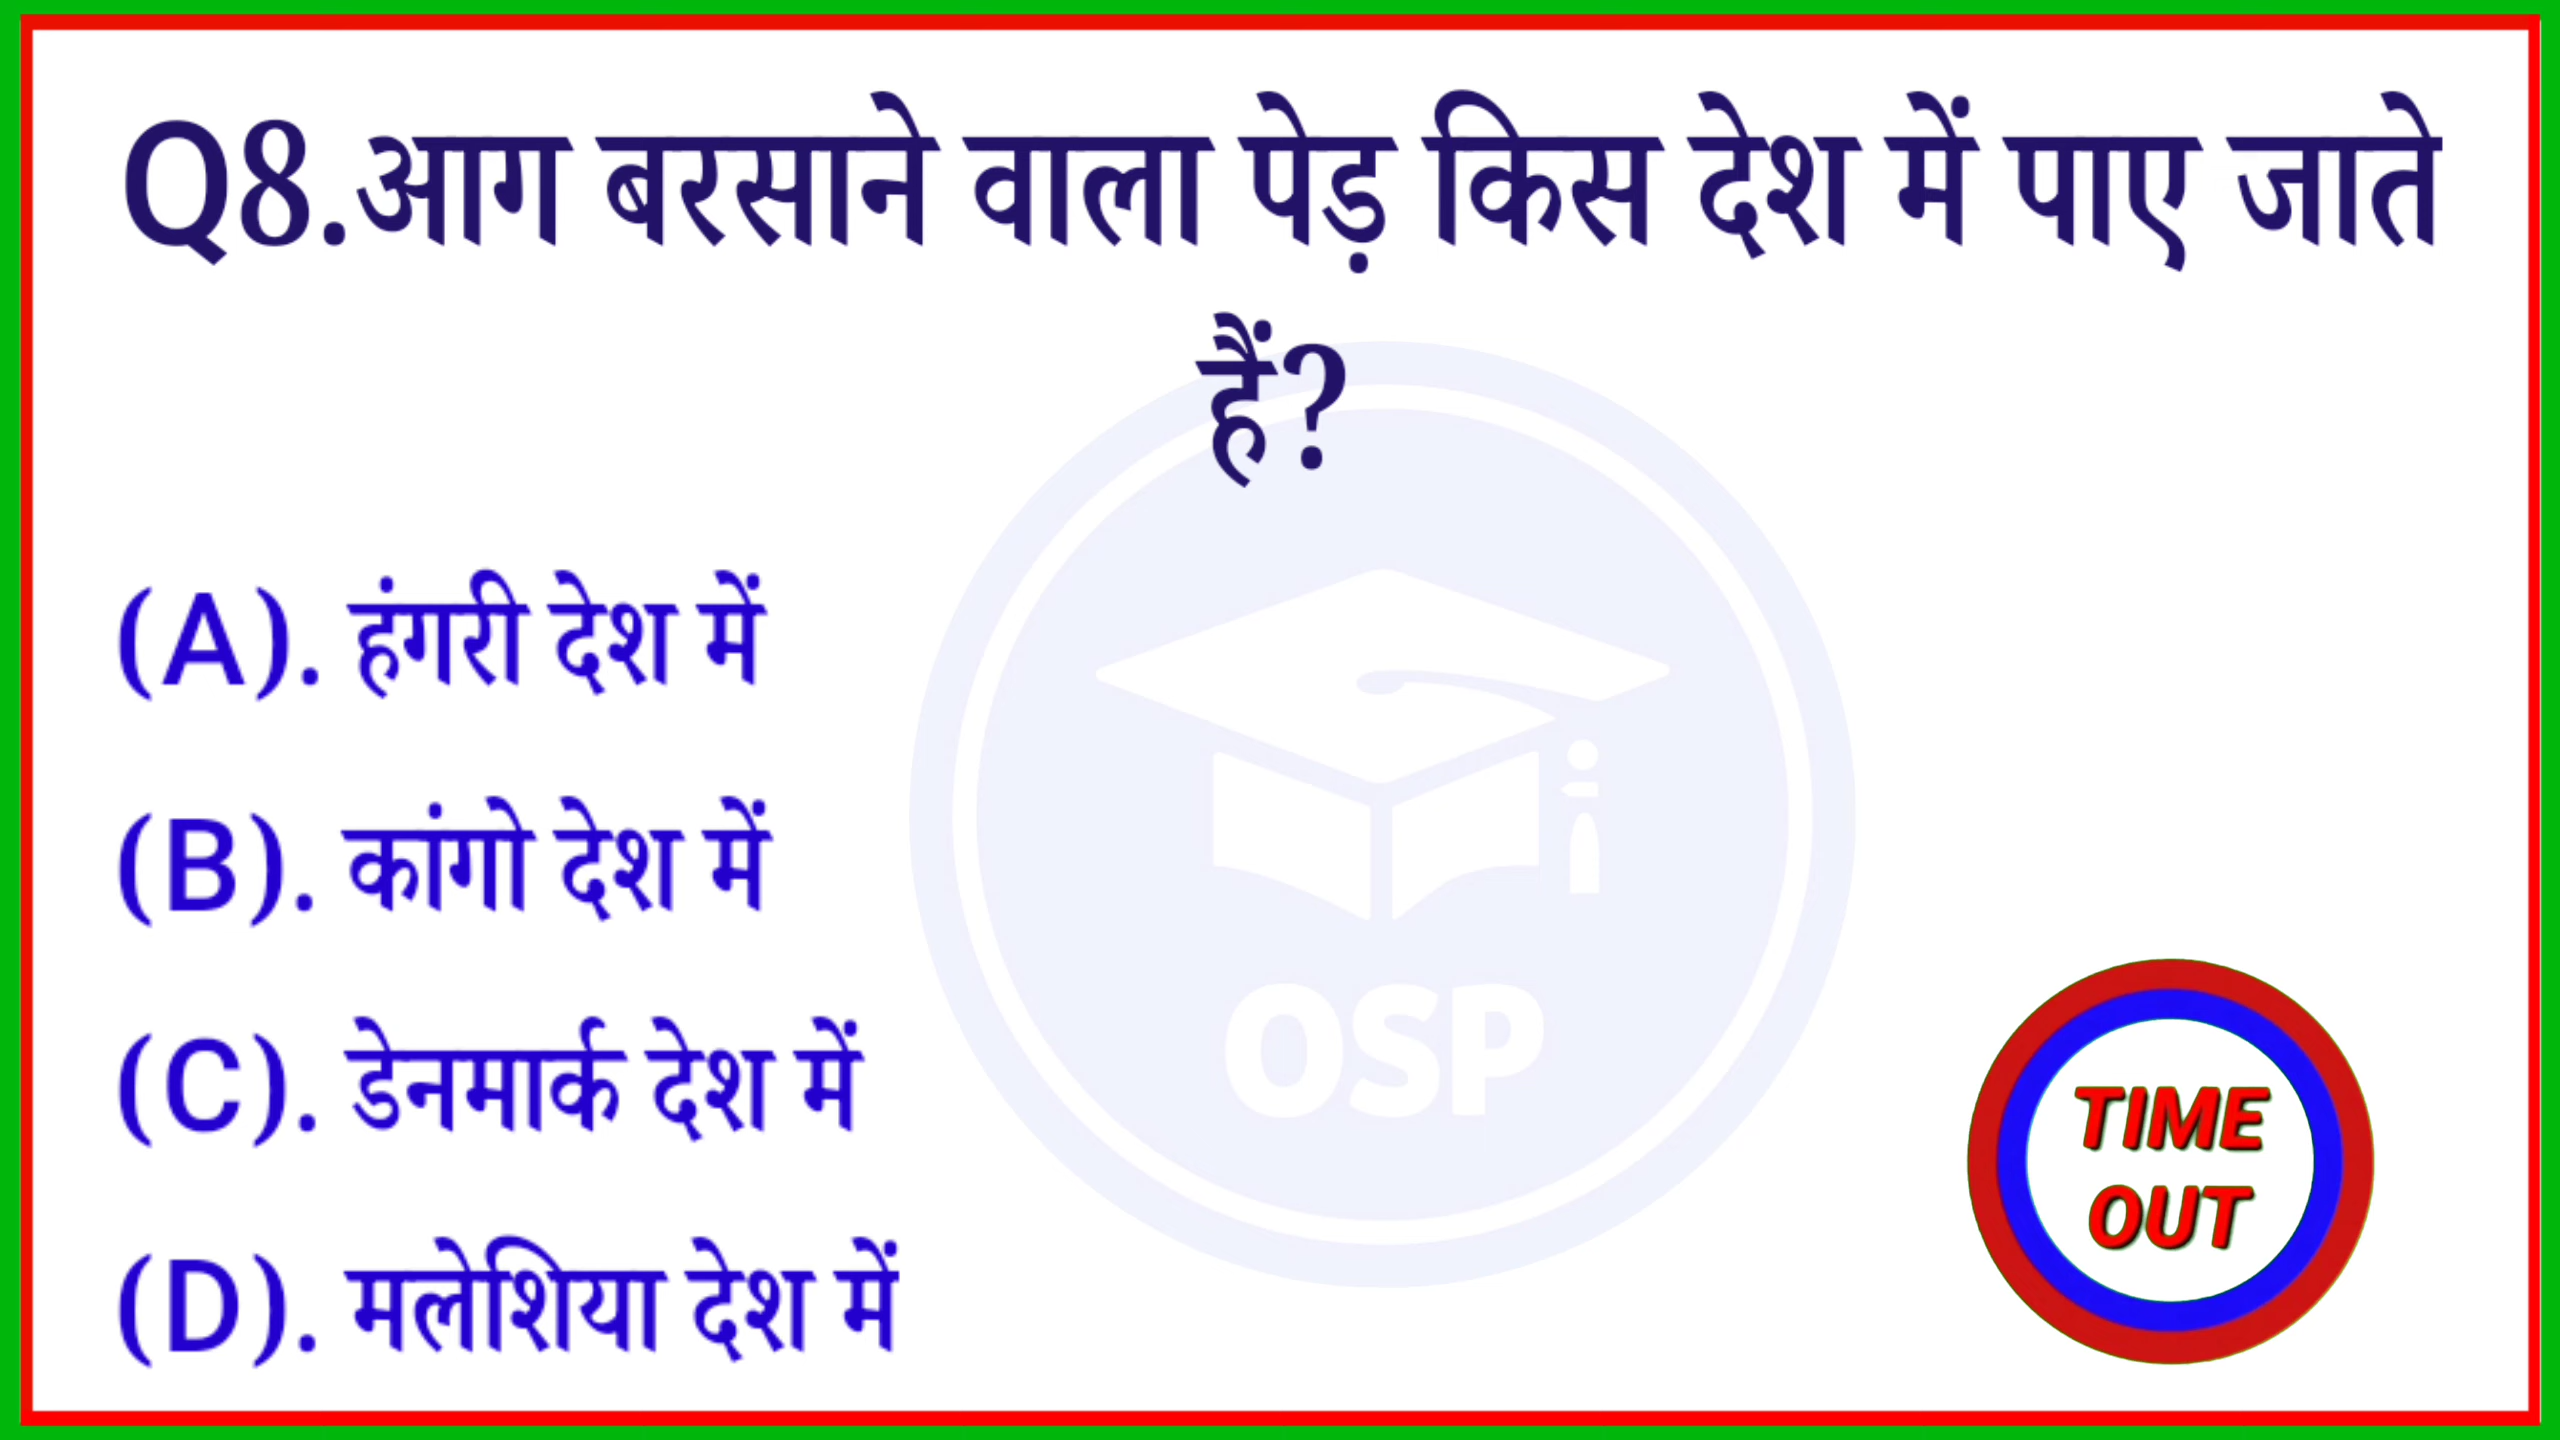 Q8.आग बरसाने वाला पेड़ किस देश में पाए जाते
हैं?
(A). हंगरी देश में
(B). कांगो देश में
(C). डेनमार्क देश में
(D). मलेशिया देश में
OSP
TIME
OUT